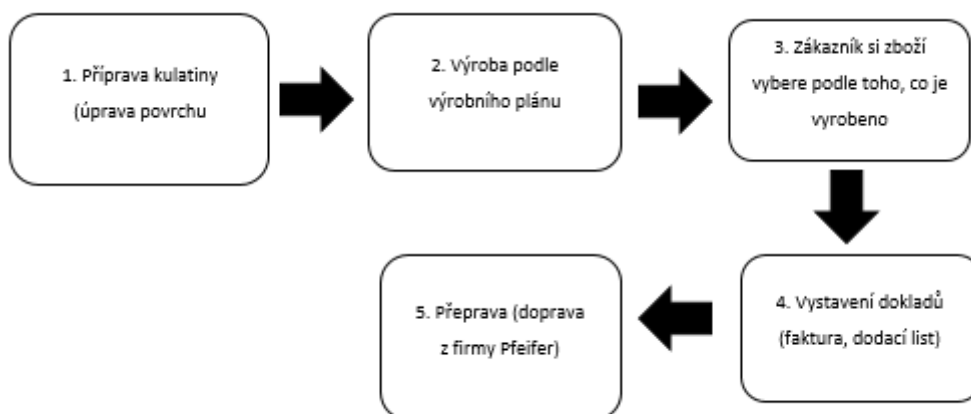 1. Příprava kulatiny
(úprava povrchu
2. Výroba podle
výrobního plánu
3. Zákazník si zboží
vybere podle toho, co je
vyrobeno
4. Vystavení dokladů
(faktura, dodací list)
5. Přeprava (doprava
z firmy Pfeifer)